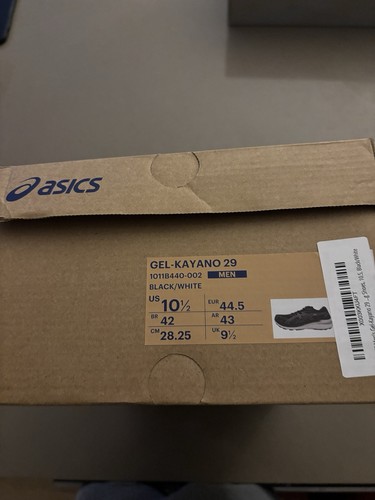 asics
GEL-KAYANO 29
1011B440-002 MEN
BLACK/WHITE
US 10½ EUR 44.5
BR 42 AR 43
CM 28.25 UK 9½